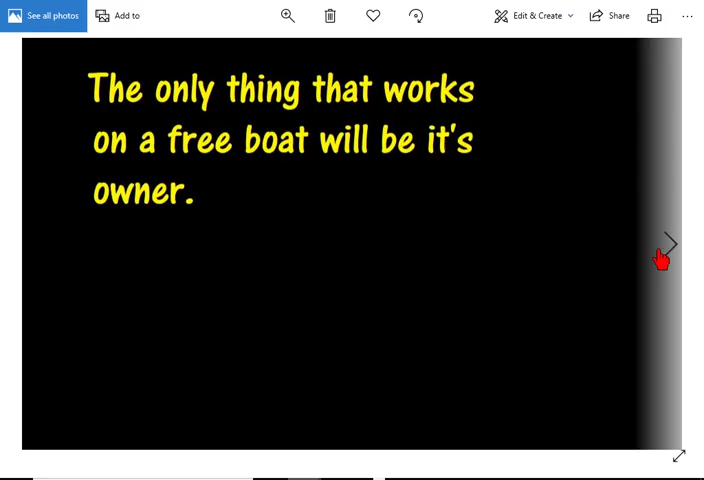 See all photos
Add to
Edit & Create
Share
The only thing that works
on a free boat will be it's
owner.